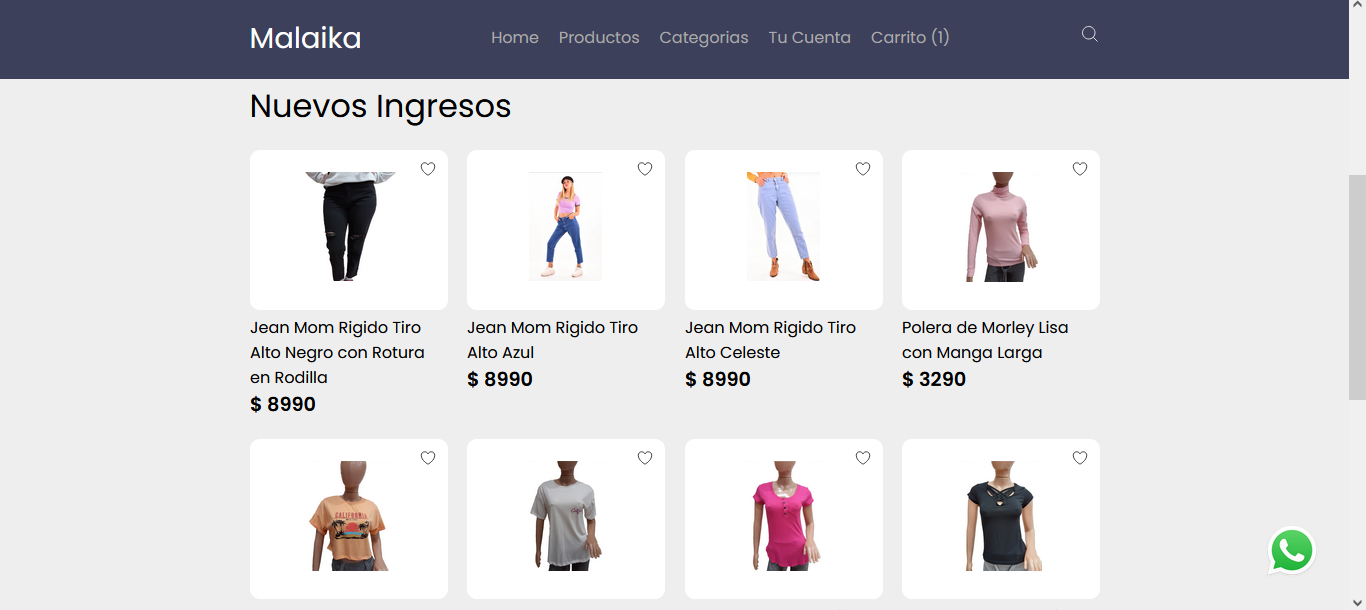 Malaika
Home Productos Categorias Tu Cuenta Carrito (1)
Nuevos Ingresos
Jean Mom Rigido Tiro
Alto Negro con Rotura
en Rodilla
$ 8990
Jean Mom Rigido Tiro
Alto Azul
$ 8990
Jean Mom Rigido Tiro
Alto Celeste
$ 8990
Polera de Morley Lisa
con Manga Larga
$ 3290
CALIFORNIA